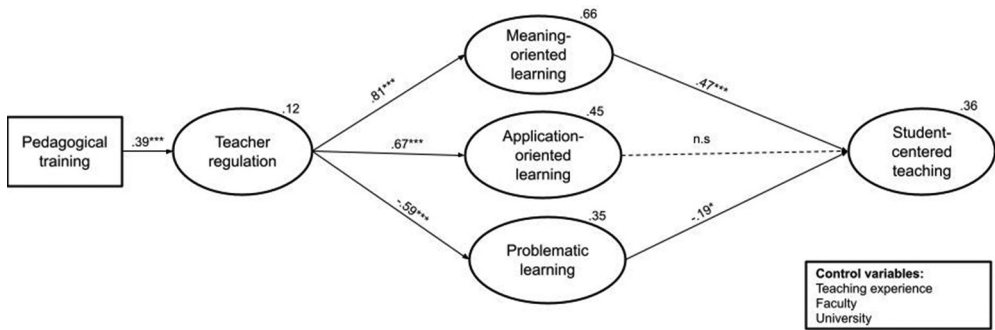 .66
Meaning-
oriented
learning
.81***
.47***
.12
.45
.36
Pedagogical
training
.39***
Teacher
regulation
.67***
Application-
oriented
learning
n.s
Student-
centered
teaching
-.59***
.35
-.19*
Problematic
learning
Control variables:
Teaching experience
Faculty
University